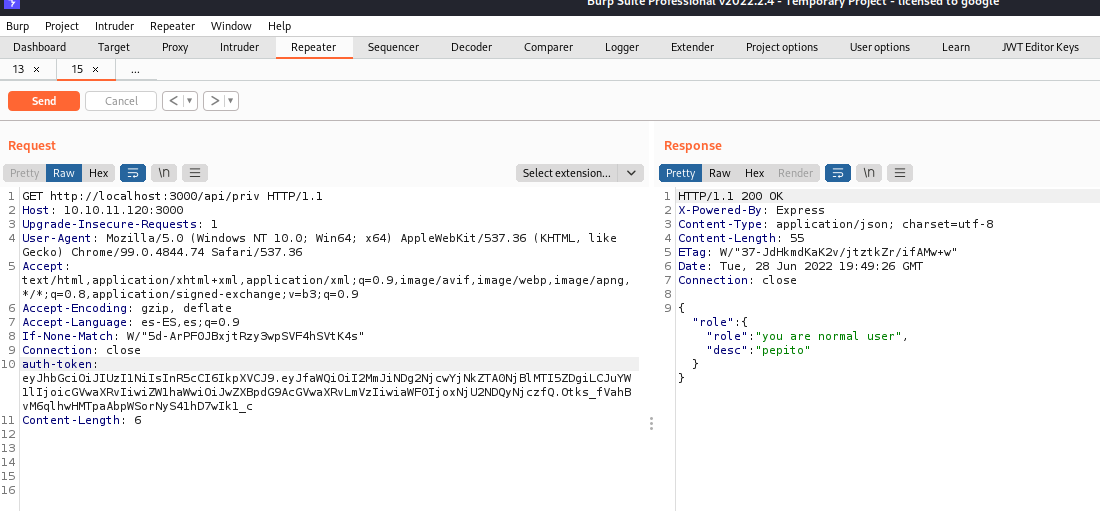 Burp Suite Professional v2022.2.4 - Temporary Project - licensed to google
Burp Project Intruder Repeater Window Help
Dashboard Target Proxy Intruder Repeater Sequencer Decoder Comparer Logger Extender Project options User options Learn JWT Editor Keys
13 × 15 × ...
Send Cancel < ▾ > ▾
Request
Pretty Raw Hex \n Select extension...
1 GET http://localhost:3000/api/priv HTTP/1.1
2 Host: 10.10.11.120:3000
3 Upgrade-Insecure-Requests: 1
4 User-Agent: Mozilla/5.0 (Windows NT 10.0; Win64; x64) AppleWebKit/537.36 (KHTML, like
Gecko) Chrome/99.0.4844.74 Safari/537.36
5 Accept:
text/html,application/xhtml+xml,application/xml;q=0.9,image/avif,image/webp,image/apng,
*/*;q=0.8,application/signed-exchange;v=b3;q=0.9
6 Accept-Encoding: gzip, deflate
7 Accept-Language: es-ES,es;q=0.9
8 If-None-Match: W/"5d-ArPF0JBxjtRzy3wpSVF4hSVtK4s"
9 Connection: close
10 auth-token:
eyJhbGciOiJIUzI1NiIsInR5cCI6IkpXVCJ9.eyJfaWQiOiI2MmJiNDg2NjcwYjNkZTA0NjBlMTI5ZDgiLCJuYW
1lIjoicGVwaXRvIiwiZW1haWwiOiJwZXBpdG9AcGVwaXRvLmVzIiwiaWF0IjoxNjU2NDQyNjczfQ.Otks_fVahB
vM6qlhwHMTpaAbpWSorNyS41hD7wIk1_c
11 Content-Length: 6
12
13
14
15
16
Response
Pretty Raw Hex Render \n
1 HTTP/1.1 200 OK
2 X-Powered-By: Express
3 Content-Type: application/json; charset=utf-8
4 Content-Length: 55
5 ETag: W/"37-JdHkmdKaK2v/jtztkZr/ifAMw+w"
6 Date: Tue, 28 Jun 2022 19:49:26 GMT
7 Connection: close
8
9 {
"role":{
"role":"you are normal user",
"desc":"pepito"
}
}